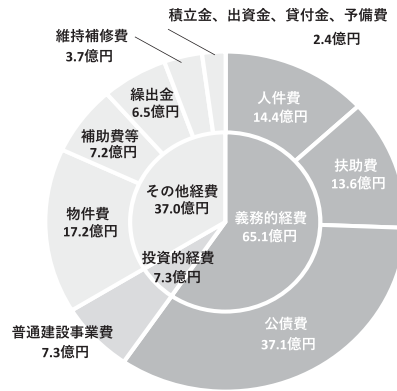 積立金、出資金、貸付金、予備費
2.4億円
維持補修費
3.7億円
繰出金
6.5億円
補助費等
7.2億円
物件費
17.2億円
普通建設事業費
7.3億円
その他経費
37.0億円
投資的経費
7.3億円
義務的経費
65.1億円
人件費
14.4億円
扶助費
13.6億円
公債費
37.1億円